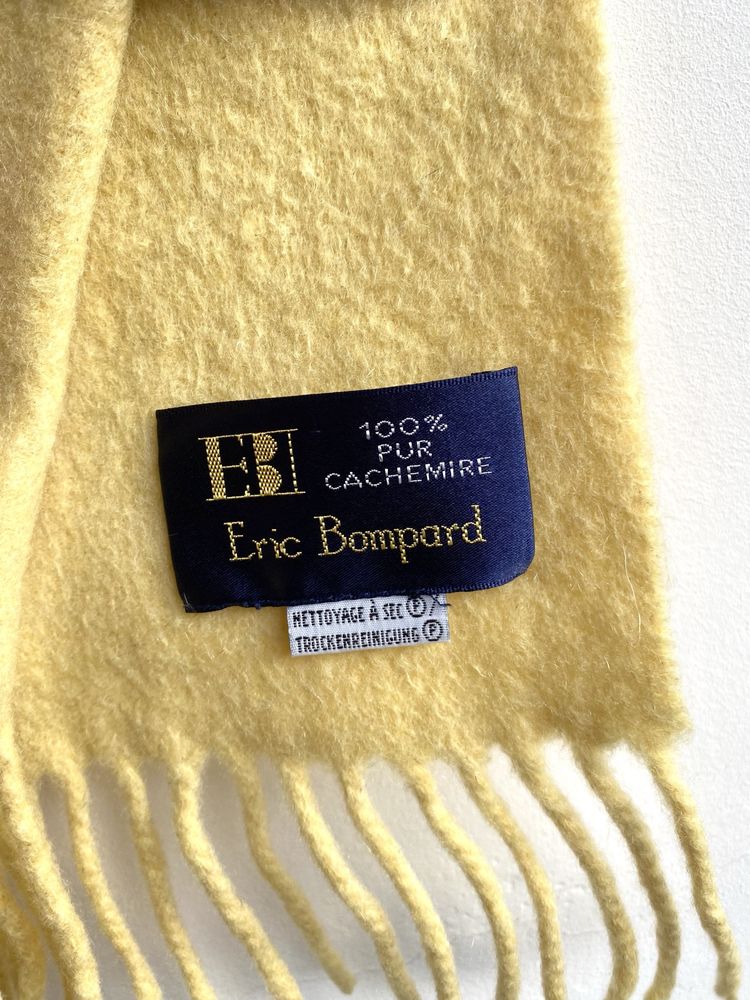 EB
100%
PUR
CACHEMIRE
Eric Bompard
NETTOYAGE À SEC Ⓟ
TROCKENREINIGUNG Ⓟ